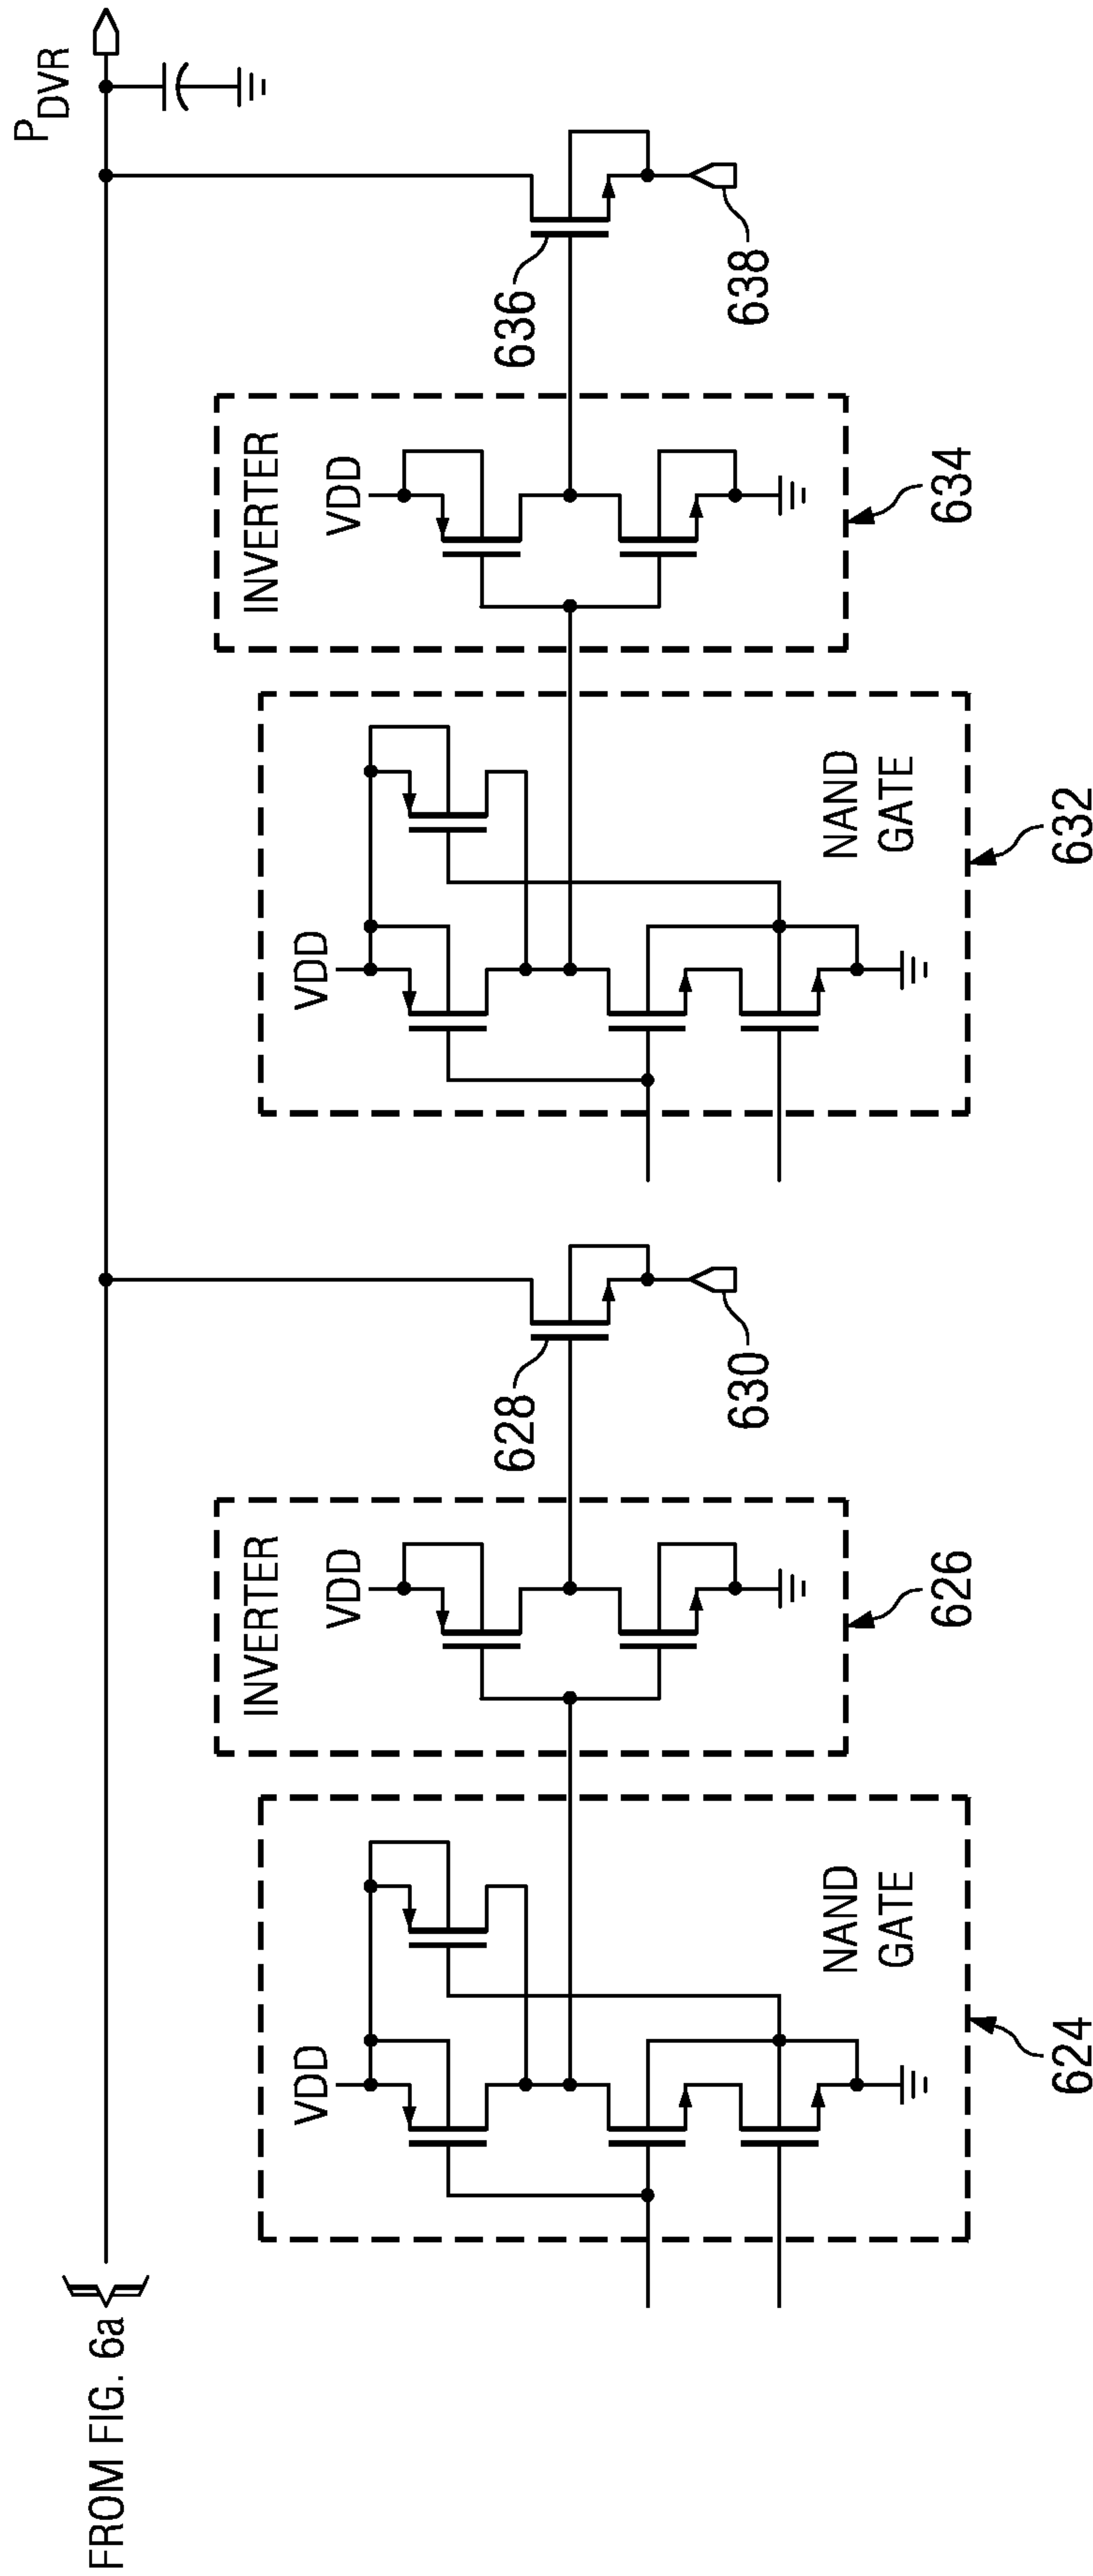 FROM FIG. 6a
P DVR
VDD
NAND
GATE
624
INVERTER
VDD
626
628
630
VDD
NAND
GATE
632
INVERTER
VDD
634
636
638